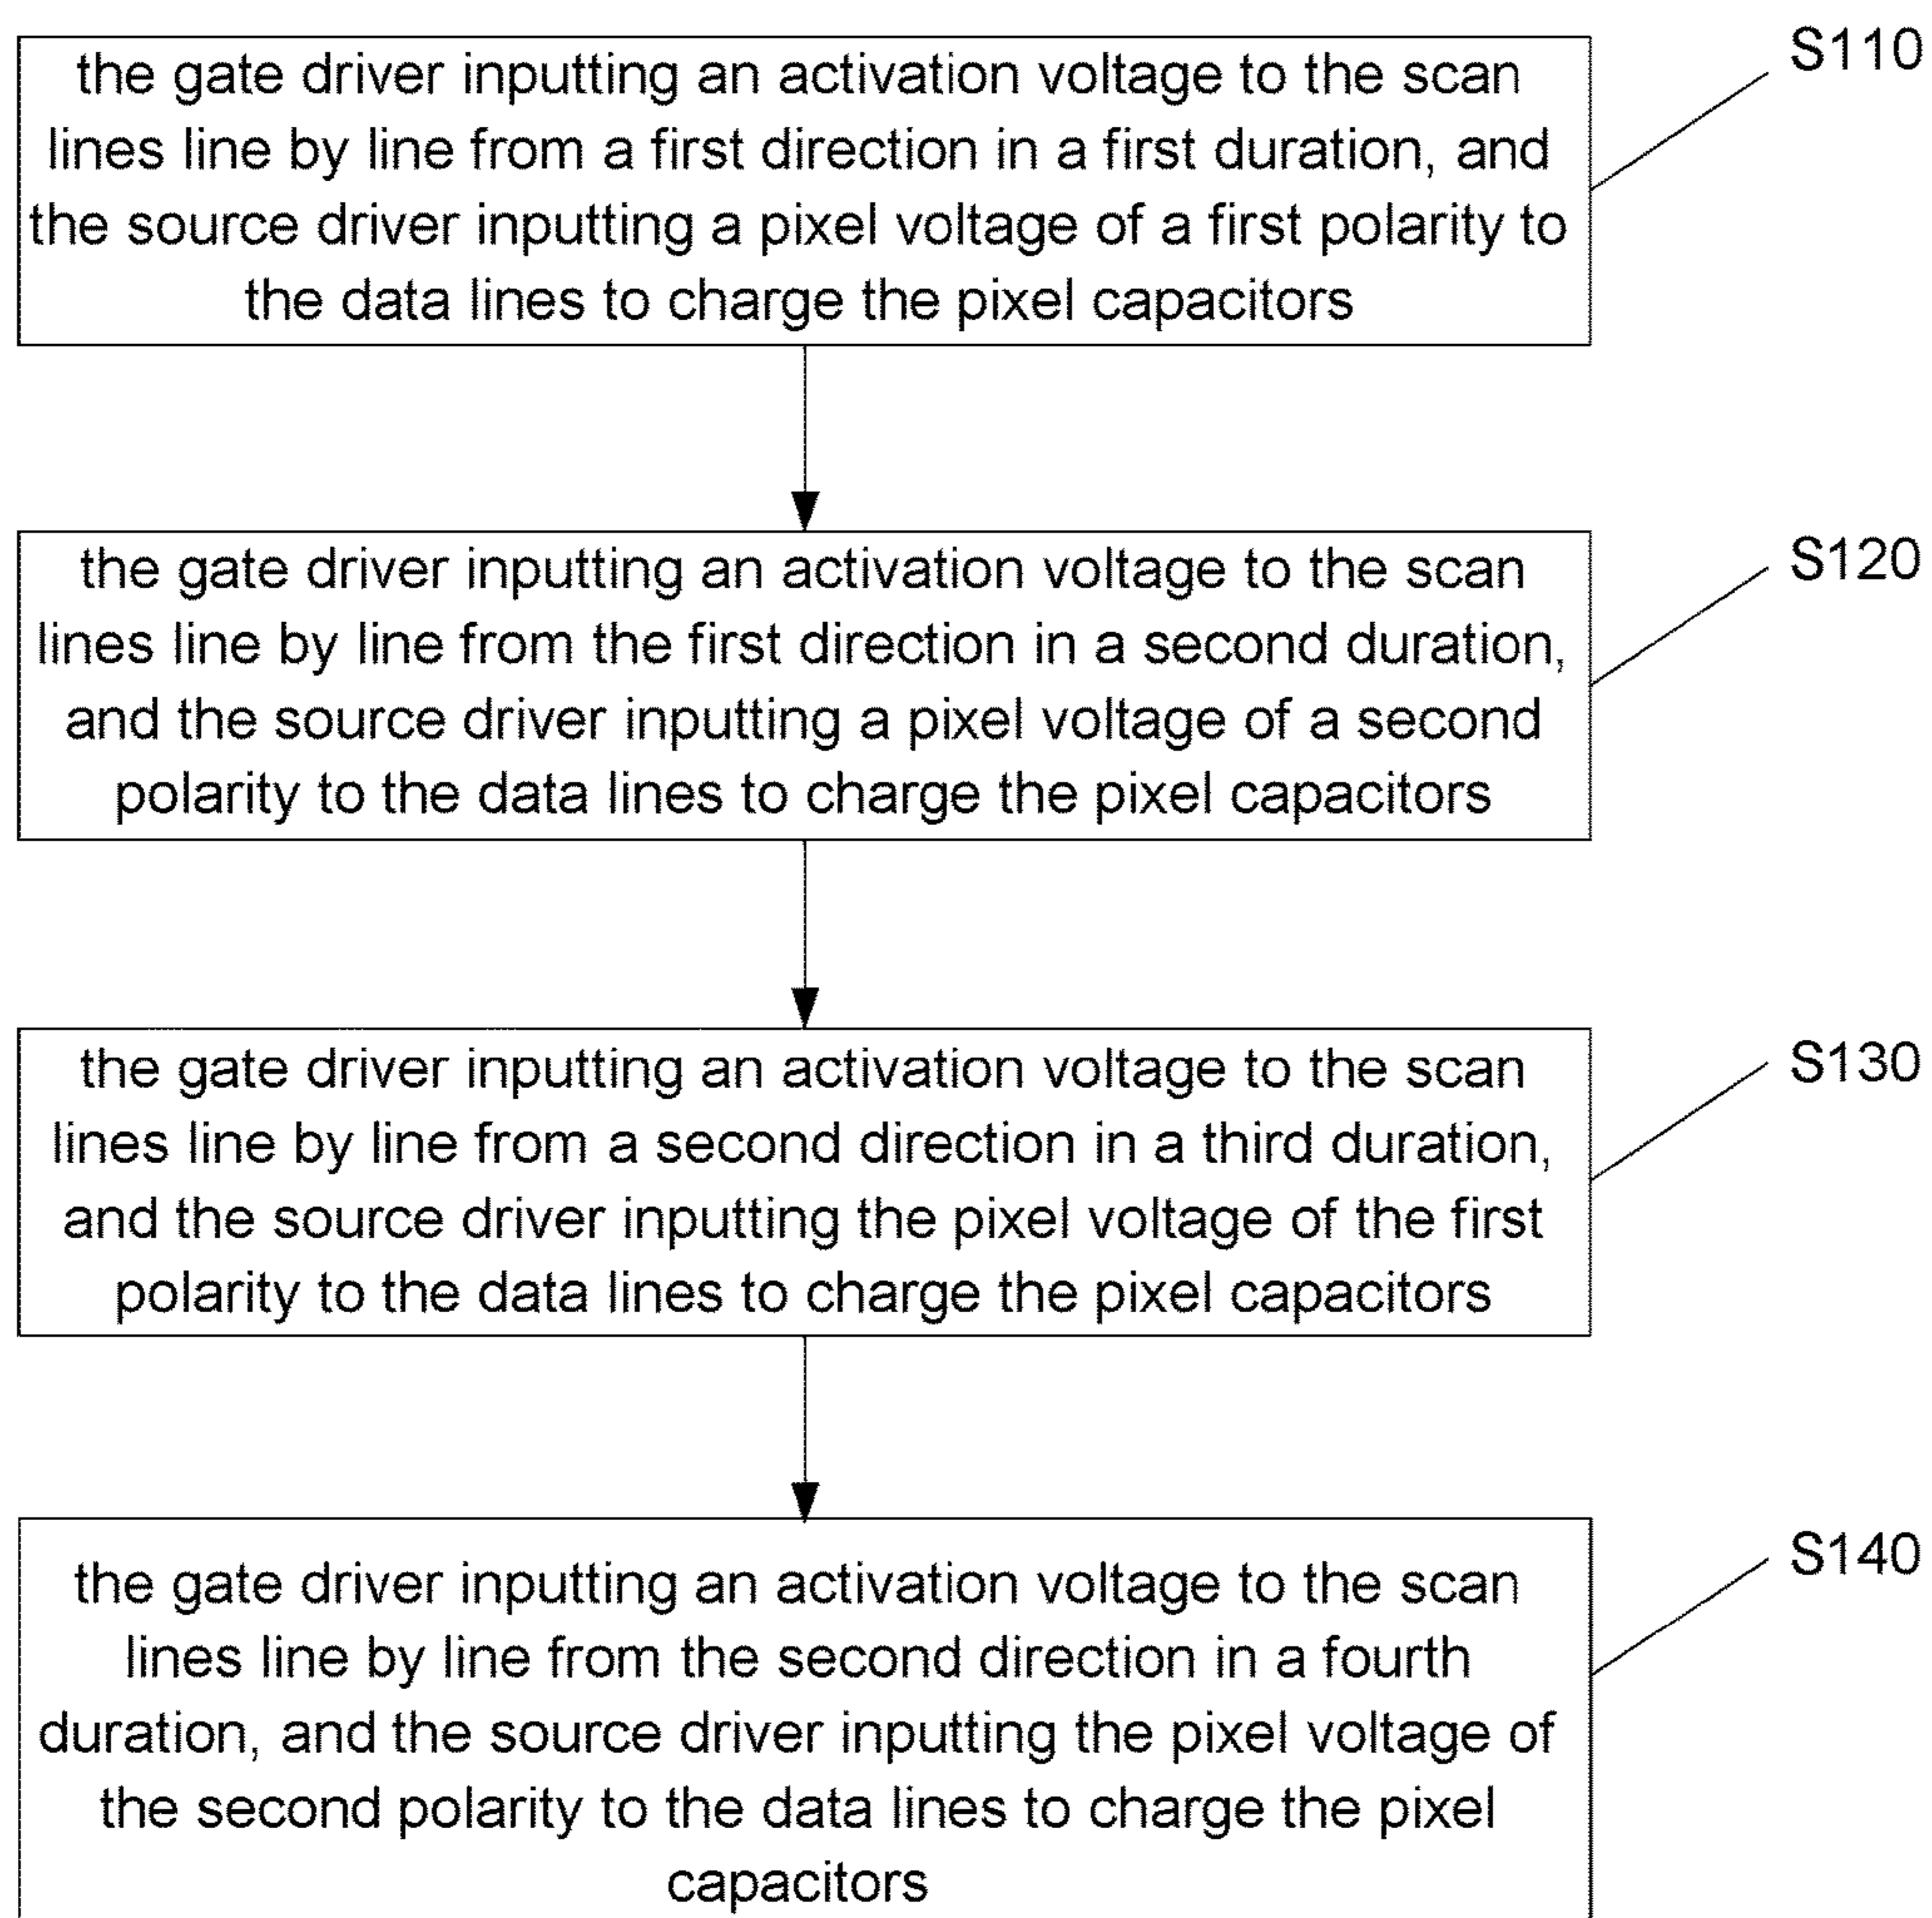 the gate driver inputting an activation voltage to the scan
lines line by line from a first direction in a first duration, and
the source driver inputting a pixel voltage of a first polarity to
the data lines to charge the pixel capacitors
S110
the gate driver inputting an activation voltage to the scan
lines line by line from the first direction in a second duration,
and the source driver inputting a pixel voltage of a second
polarity to the data lines to charge the pixel capacitors
S120
the gate driver inputting an activation voltage to the scan
lines line by line from a second direction in a third duration,
and the source driver inputting the pixel voltage of the first
polarity to the data lines to charge the pixel capacitors
S130
the gate driver inputting an activation voltage to the scan
lines line by line from the second direction in a fourth
duration, and the source driver inputting the pixel voltage of
the second polarity to the data lines to charge the pixel
capacitors
S140